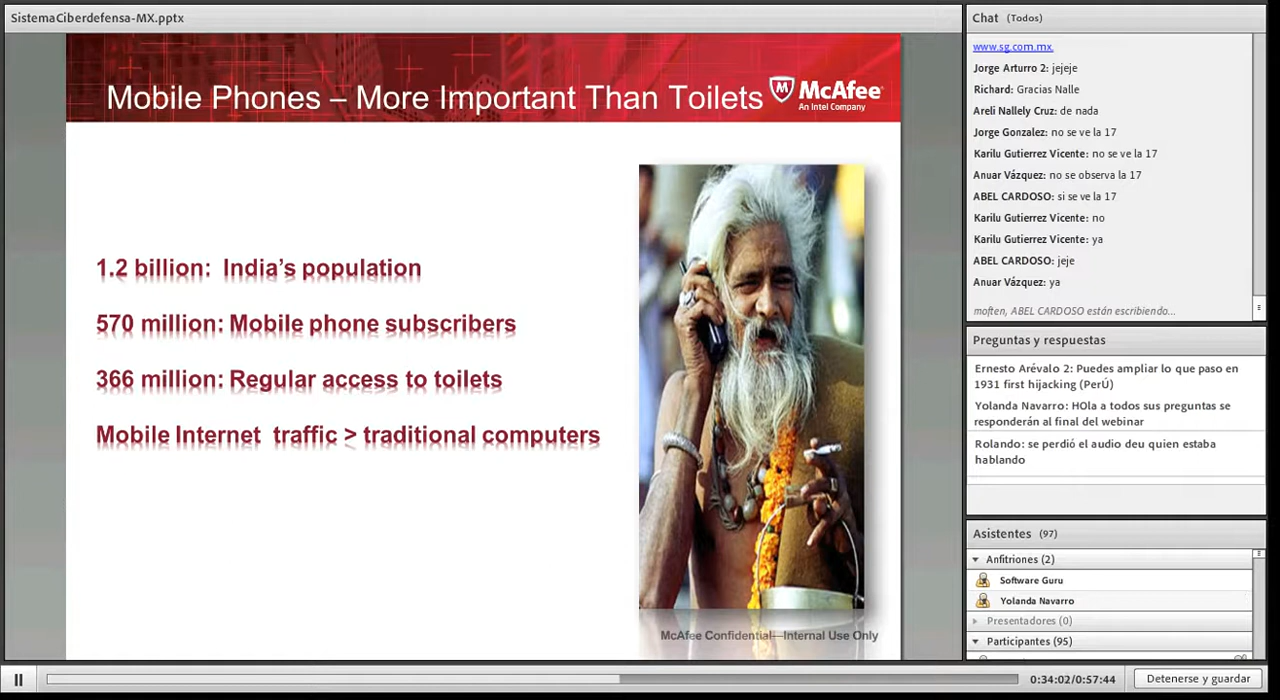 SistemaCiberdefensa-MX.pptx
Mobile Phones – More Important Than Toilets
McAfee
An Intel Company
1.2 billion:  India's population
570 million: Mobile phone subscribers
366 million: Regular access to toilets
Mobile Internet  traffic > traditional computers
McAfee Confidential—Internal Use Only
Chat (Todos)
www.sg.com.mx.
Jorge Arturo 2: jejeje
Richard: Gracias Nalle
Areli Nallely Cruz: de nada
Jorge Gonzalez: no se ve la 17
Karilu Gutierrez Vicente: no se ve la 17
Anuar Vázquez: no se observa la 17
ABEL CARDOSO: si se ve la 17
Karilu Gutierrez Vicente: no
Karilu Gutierrez Vicente: ya
ABEL CARDOSO: jeje
Anuar Vázquez: ya
moften, ABEL CARDOSO están escribiendo...
Preguntas y respuestas
Ernesto Arévalo 2: Puedes ampliar lo que paso en
1931 first hijacking (PerÚ)
Yolanda Navarro: HOla a todos sus preguntas se
responderán al final del webinar
Rolando: se perdió el audio deu quien estaba
hablando
Asistentes (97)
Anfitriones (2)
Software Guru
Yolanda Navarro
Presentadores (0)
Participantes (95)
0:34:02/0:57:44
Detenerse y guardar